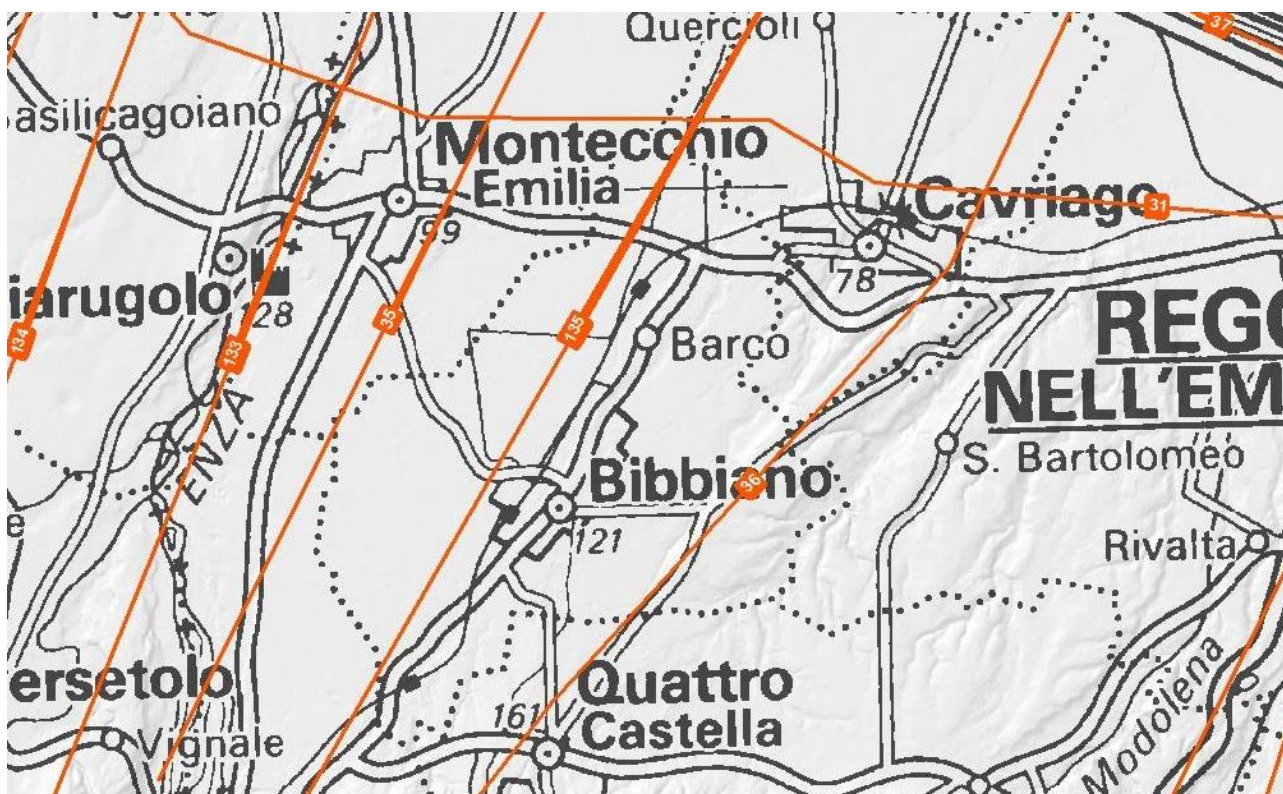 Quercioli
37
asilicagoiano
Montecchio
Emilia
99
Cavriago
31
78
iarugolo
128
134
133
35
135
Barco
REGG
NELL'EM
ENZA
S. Bartolomeo
Bibbiano
36
121
Rivalta
ersetolo
Vignale
Quattro
Castella
161
Modolena